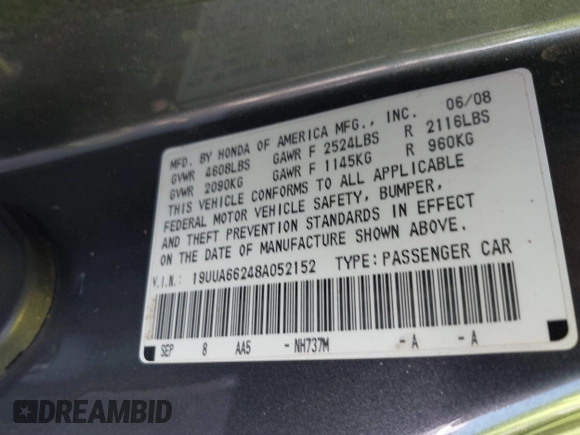 MFD. BY HONDA OF AMERICA MFG., INC. 06/08
GVWR 4608LBS GAWR F 2524LBS R 2116LBS
GVWR 2090KG GAWR F 1145KG R 960KG
THIS VEHICLE CONFORMS TO ALL APPLICABLE
FEDERAL MOTOR VEHICLE SAFETY, BUMPER,
AND THEFT PREVENTION STANDARDS IN EFFECT
ON THE DATE OF MANUFACTURE SHOWN ABOVE.
V.I.N.: 19UUA66248A052152 TYPE: PASSENGER CAR
SEP 8 AA5 - NH737M - A - A
DREAMBID